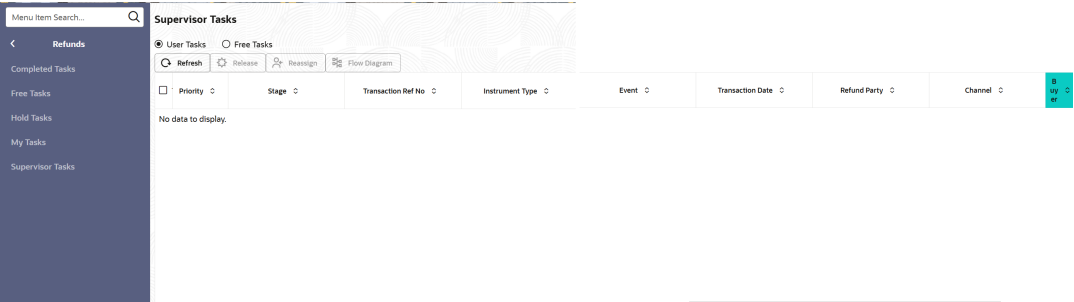 Menu Item Search...
Refunds
Completed Tasks
Free Tasks
Hold Tasks
My Tasks
Supervisor Tasks
Supervisor Tasks
User Tasks Free Tasks
Refresh Release Reassign Flow Diagram
Priority Stage Transaction Ref No Instrument Type Event Transaction Date Refund Party Channel Buyer
No data to display.